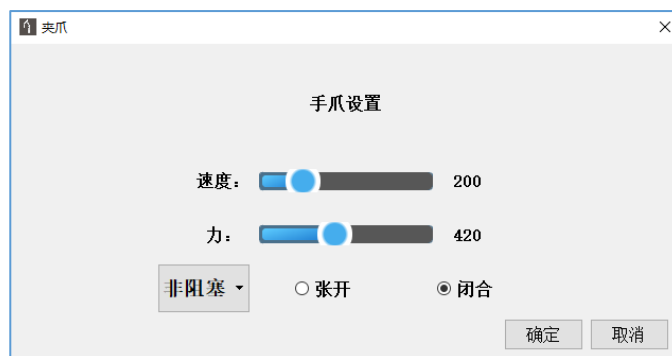 夹爪
手爪设置
速度： 200
力： 420
非阻塞 张开 闭合
确定 取消